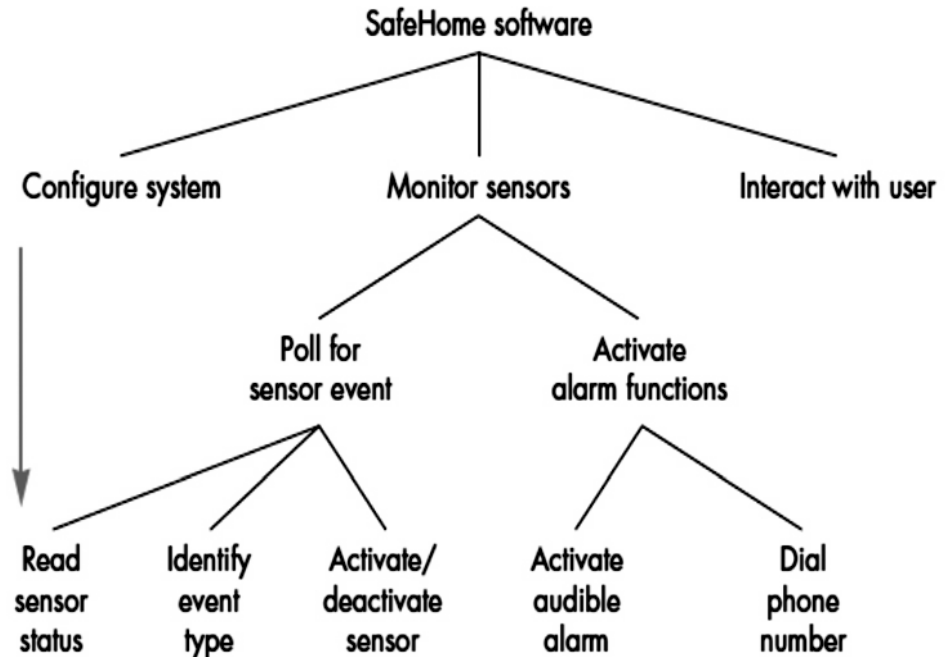 SafeHome software
Configure system
Monitor sensors
Interact with user
Poll for
sensor event
Activate
alarm functions
Read
sensor
status
Identify
event
type
Activate/
deactivate
sensor
Activate
audible
alarm
Dial
phone
number